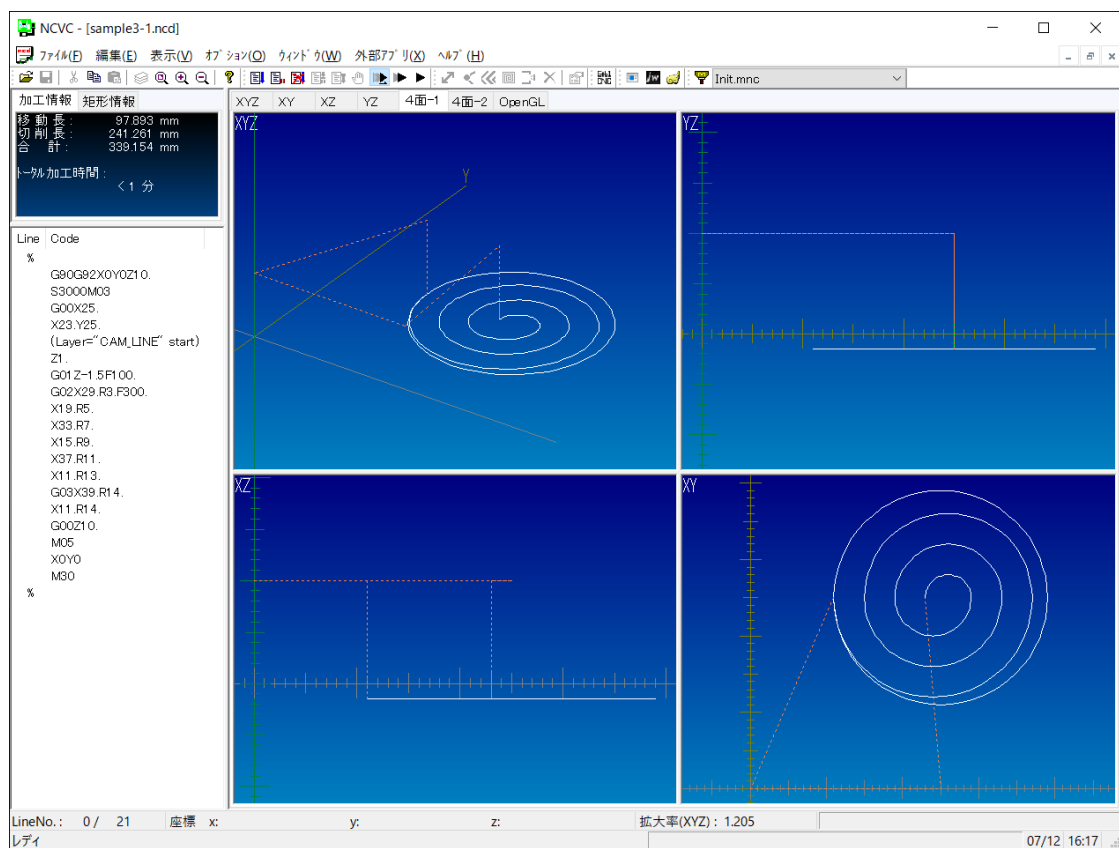 NCVC - [sample3-1.ncd]
ファイル(F) 編集(E) 表示(V) オプション(O) ウィンドウ(W) 外部アプリ(X) ヘルプ(H)
Init.mnc
加工情報 矩形情報
XYZ XY XZ YZ 4面-1 4面-2 OpenGL
移動長: 97.893 mm
切削長: 241.261 mm
合 計: 339.154 mm
トータル加工時間:
<1 分
Line Code
%
G90G92X0Y0Z10.
S3000M03
G00X25.
X23.Y25.
(Layer="CAM_LINE" start)
Z1.
G01Z-1.5F100.
G02X29.R3.F300.
X19.R5.
X33.R7.
X15.R9.
X37.R11.
X11.R13.
G03X39.R14.
X11.R14.
G00Z10.
M05
X0Y0
M30
%
XYZ
Y
YZ
XZ
XY
LineNo.: 0/ 21 座標 x: y: z: 拡大率(XYZ): 1.205
レディ 07/12 16:17